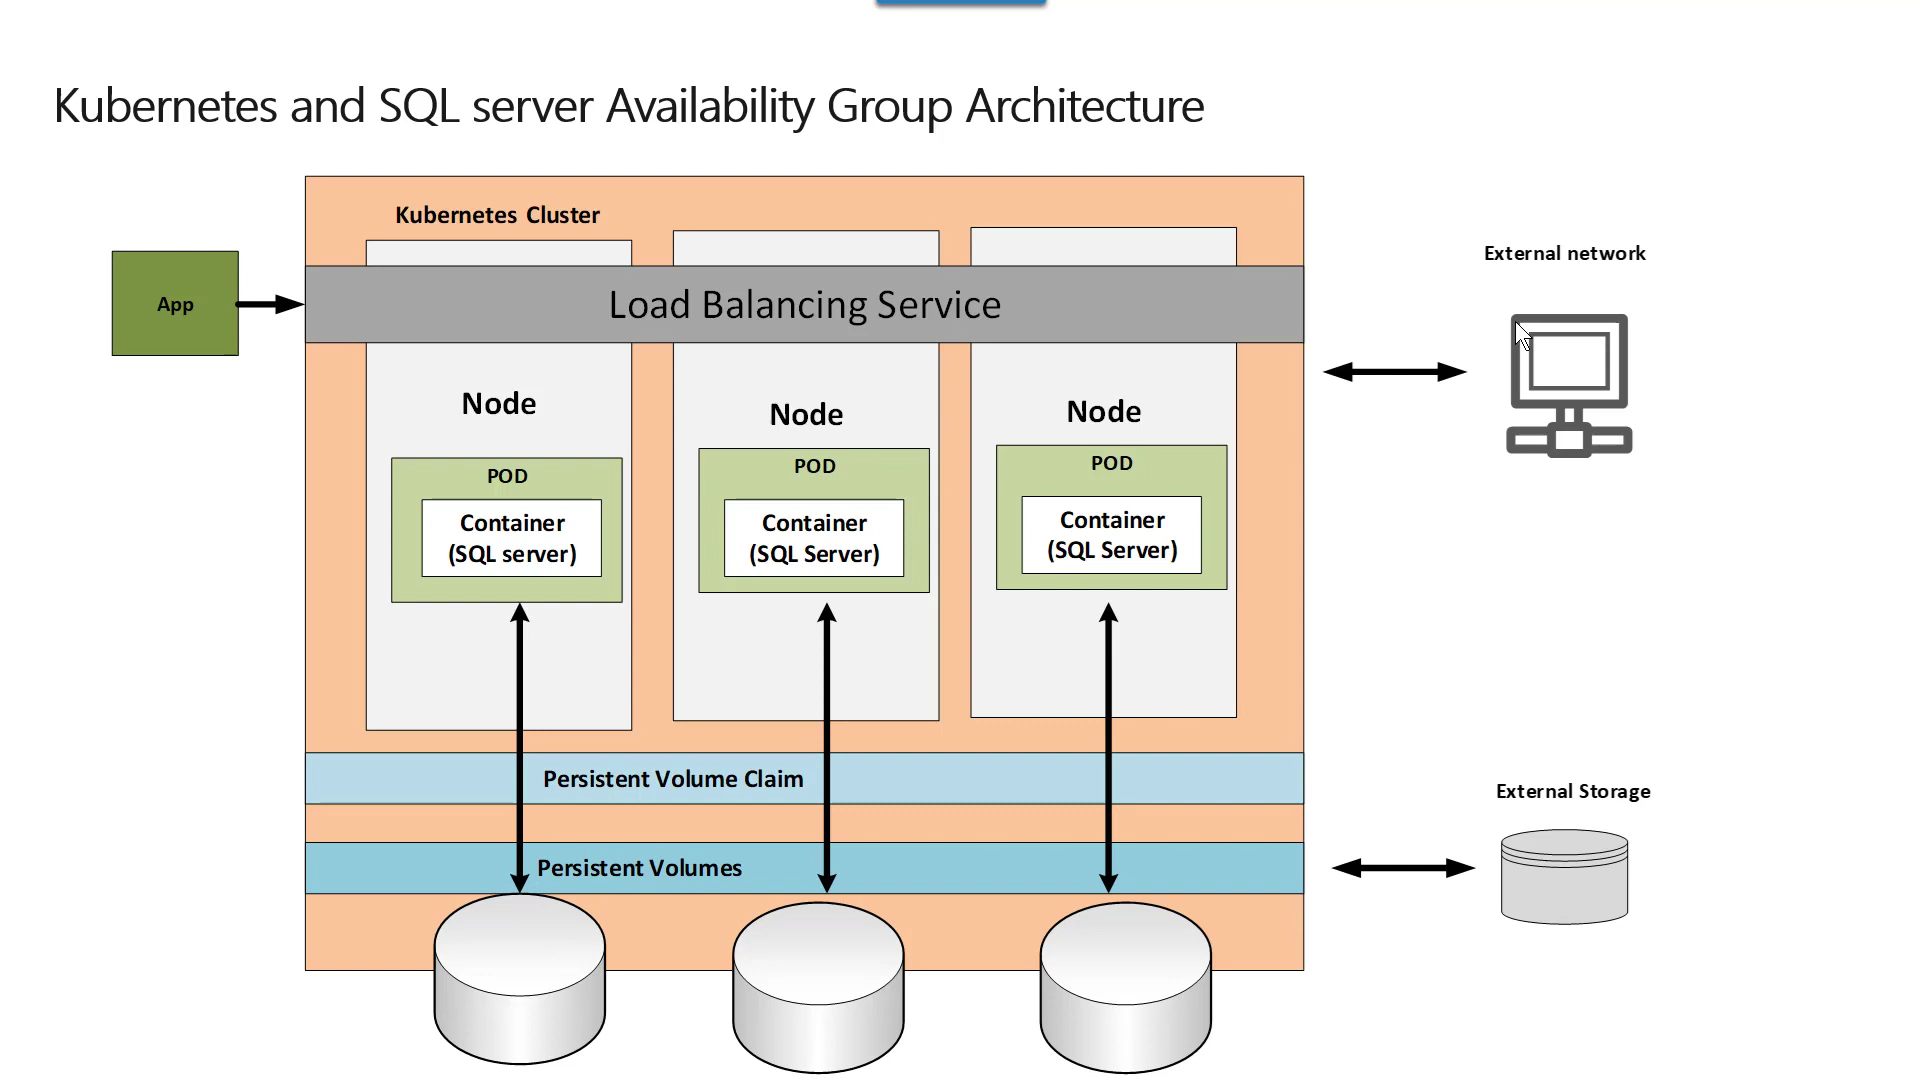 Kubernetes and SQL server Availability Group Architecture
Kubernetes Cluster
App
Load Balancing Service
External network
Node
Node
Node
POD
Container
(SQL server)
POD
Container
(SQL Server)
POD
Container
(SQL Server)
Persistent Volume Claim
External Storage
Persistent Volumes